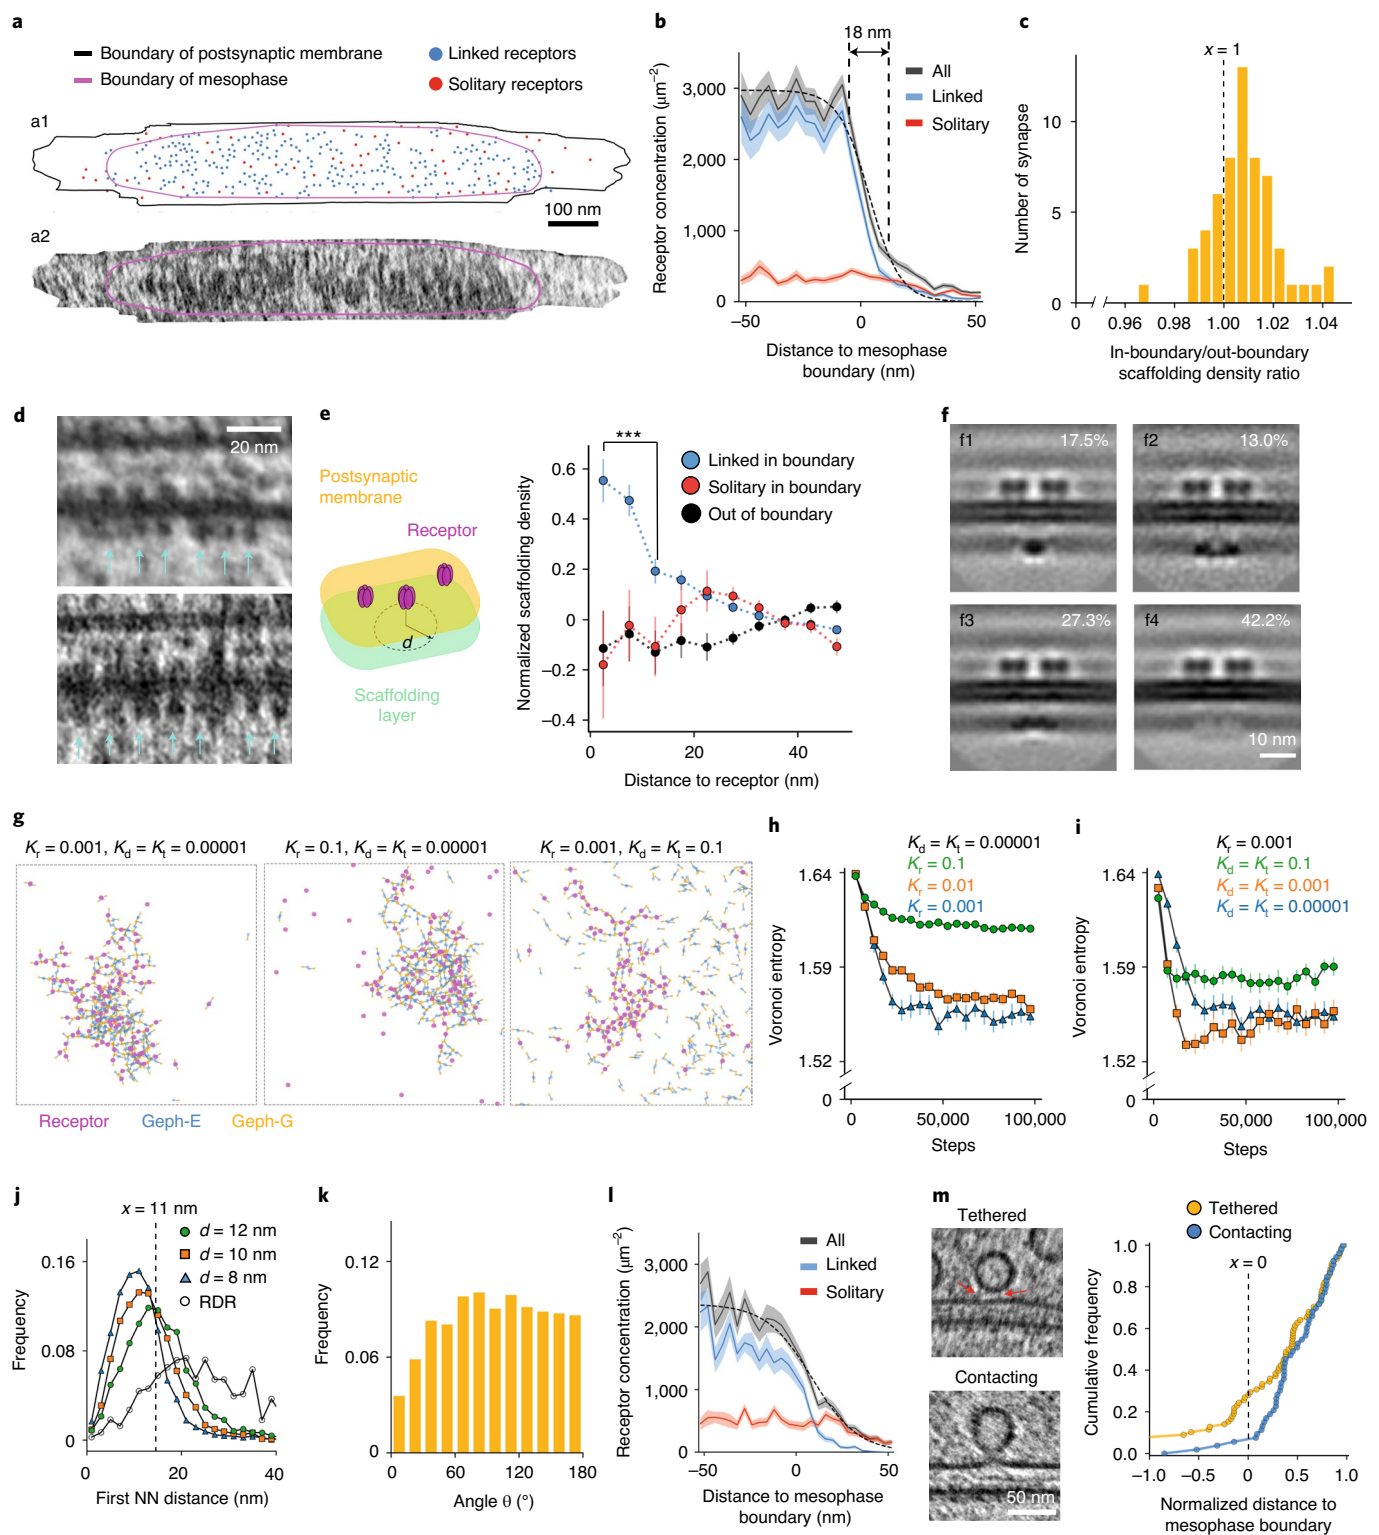 a
Boundary of postsynaptic membrane
Boundary of mesophase
Linked receptors
Solitary receptors
a1
100 nm
a2
b
18 nm
All
Linked
Solitary
Receptor concentration (μm⁻²)
3,000
2,000
1,000
0
−50 0 50
Distance to mesophase
boundary (nm)
c
x = 1
Number of synapse
10
5
0
0 0.96 0.98 1.00 1.02 1.04
In-boundary/out-boundary
scaffolding density ratio
d
20 nm
e
Postsynaptic
membrane
Receptor
d
Scaffolding
layer
***
Linked in boundary
Solitary in boundary
Out of boundary
Normalized scaffolding density
0.6
0.4
0.2
0
−0.2
−0.4
0 20 40
Distance to receptor (nm)
f
f1 17.5%
f2 13.0%
f3 27.3%
f4 42.2%
10 nm
g
Kr = 0.001, Kd = Kt = 0.00001
Kr = 0.1, Kd = Kt = 0.00001
Kr = 0.001, Kd = Kt = 0.1
Receptor Geph-E Geph-G
h
Kd = Kt = 0.00001
Kr = 0.1
Kr = 0.01
Kr = 0.001
Voronoi entropy
1.64
1.59
1.52
0
0 50,000 100,000
Steps
i
Kr = 0.001
Kd = Kt = 0.1
Kd = Kt = 0.001
Kd = Kt = 0.00001
Voronoi entropy
1.64
1.59
1.52
0
0 50,000 100,000
Steps
j
x = 11 nm
d = 12 nm
d = 10 nm
d = 8 nm
RDR
Frequency
0.16
0.08
0
0 20 40
First NN distance (nm)
k
Frequency
0.12
0.06
0
0 60 120 180
Angle θ (°)
l
All
Linked
Solitary
Receptor concentration (μm⁻²)
3,000
2,000
1,000
0
−50 0 50
Distance to mesophase
boundary (nm)
m
Tethered
Contacting
50 nm
Tethered
Contacting
x = 0
Cumulative frequency
1.0
0.8
0.6
0.4
0.2
0.0
−1.0 −0.5 0 0.5 1.0
Normalized distance to
mesophase boundary